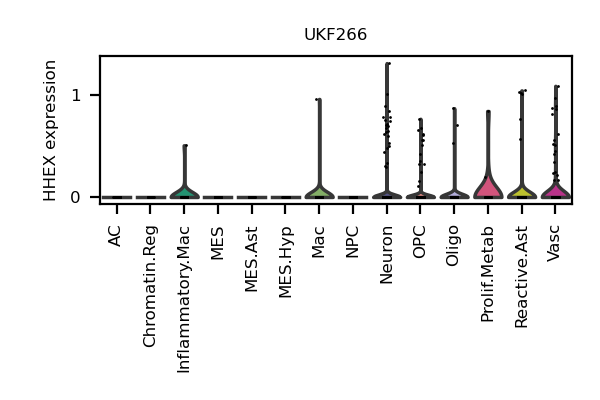 UKF266
HHEX expression
1
0
AC
Chromatin.Reg
Inflammatory.Mac
MES
MES.Ast
MES.Hyp
Mac
NPC
Neuron
OPC
Oligo
Prolif.Metab
Reactive.Ast
Vasc